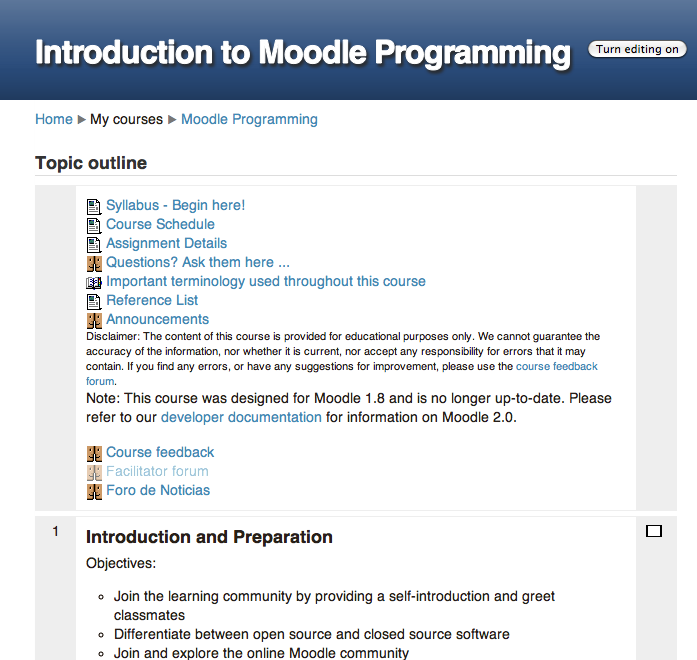 Introduction to Moodle Programming
Turn editing on
Home ▶ My courses ▶ Moodle Programming
Topic outline
Syllabus - Begin here!
Course Schedule
Assignment Details
Questions? Ask them here ...
Important terminology used throughout this course
Reference List
Announcements
Disclaimer: The content of this course is provided for educational purposes only. We cannot guarantee the
accuracy of the information, nor whether it is current, nor accept any responsibility for errors that it may
contain. If you find any errors, or have any suggestions for improvement, please use the course feedback
forum.
Note: This course was designed for Moodle 1.8 and is no longer up-to-date. Please
refer to our developer documentation for information on Moodle 2.0.
Course feedback
Facilitator forum
Foro de Noticias
1
Introduction and Preparation
Objectives:
Join the learning community by providing a self-introduction and greet
classmates
Differentiate between open source and closed source software
Join and explore the online Moodle community